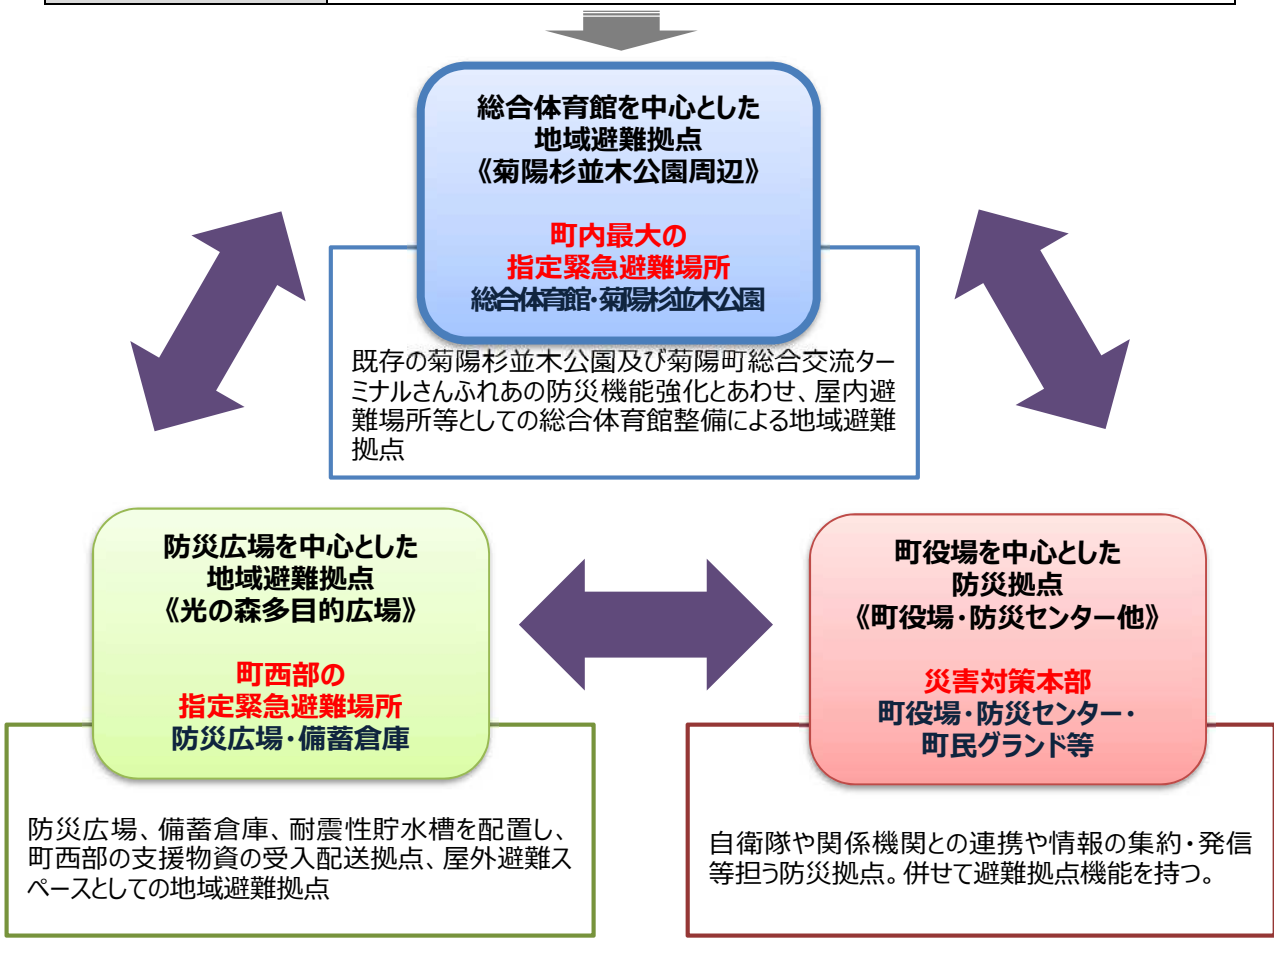 総合体育館を中心とした
地域避難拠点
《菊陽杉並木公園周辺》
町内最大の
指定緊急避難場所
総合体育館・菊陽杉並木公園
既存の菊陽杉並木公園及び菊陽町総合交流ター
ミナルさんふれあの防災機能強化とあわせ、屋内避
難場所等としての総合体育館整備による地域避難
拠点
防災広場を中心とした
地域避難拠点
《光の森多目的広場》
町西部の
指定緊急避難場所
防災広場・備蓄倉庫
防災広場、備蓄倉庫、耐震性貯水槽を配置し、
町西部の支援物資の受入配送拠点、屋外避難ス
ペースとしての地域避難拠点
町役場を中心とした
防災拠点
《町役場・防災センター他》
災害対策本部
町役場・防災センター・
町民グランド等
自衛隊や関係機関との連携や情報の集約・発信
等担う防災拠点。併せて避難拠点機能を持つ。